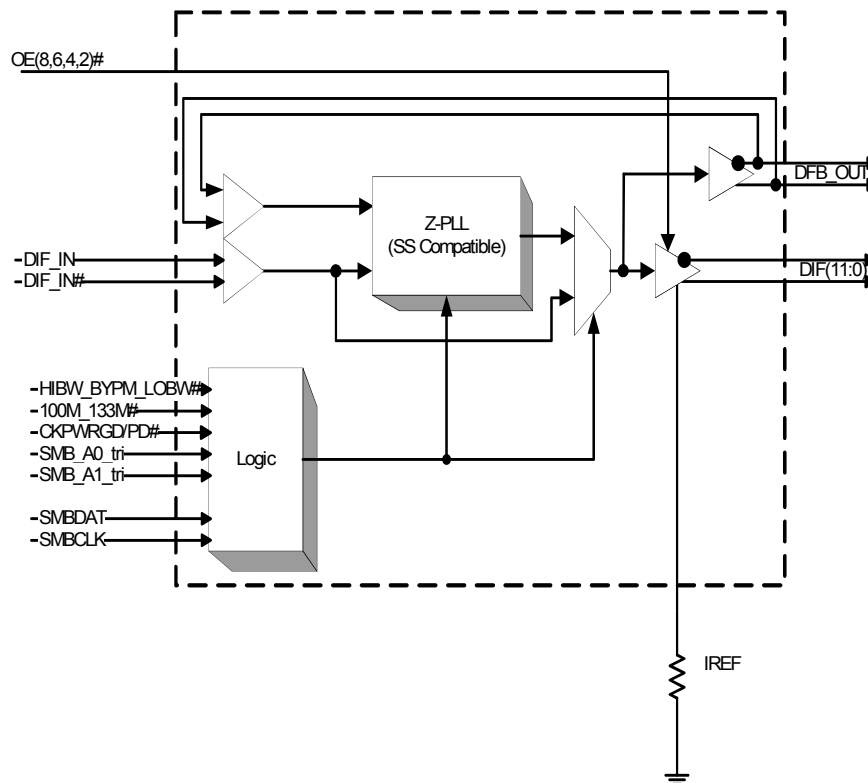 OE(8,6,4,2)#
DFB_OUT
Z-PLL
(SS Compatible)
DIF_IN
DIF_IN#
DIF(11:0)
HIBW_BYPM_LOBW#
100M_133M#
CKPWRGD/PD#
SMB_A0_tri
SMB_A1_tri
Logic
SMBDAT
SMBCLK
IREF